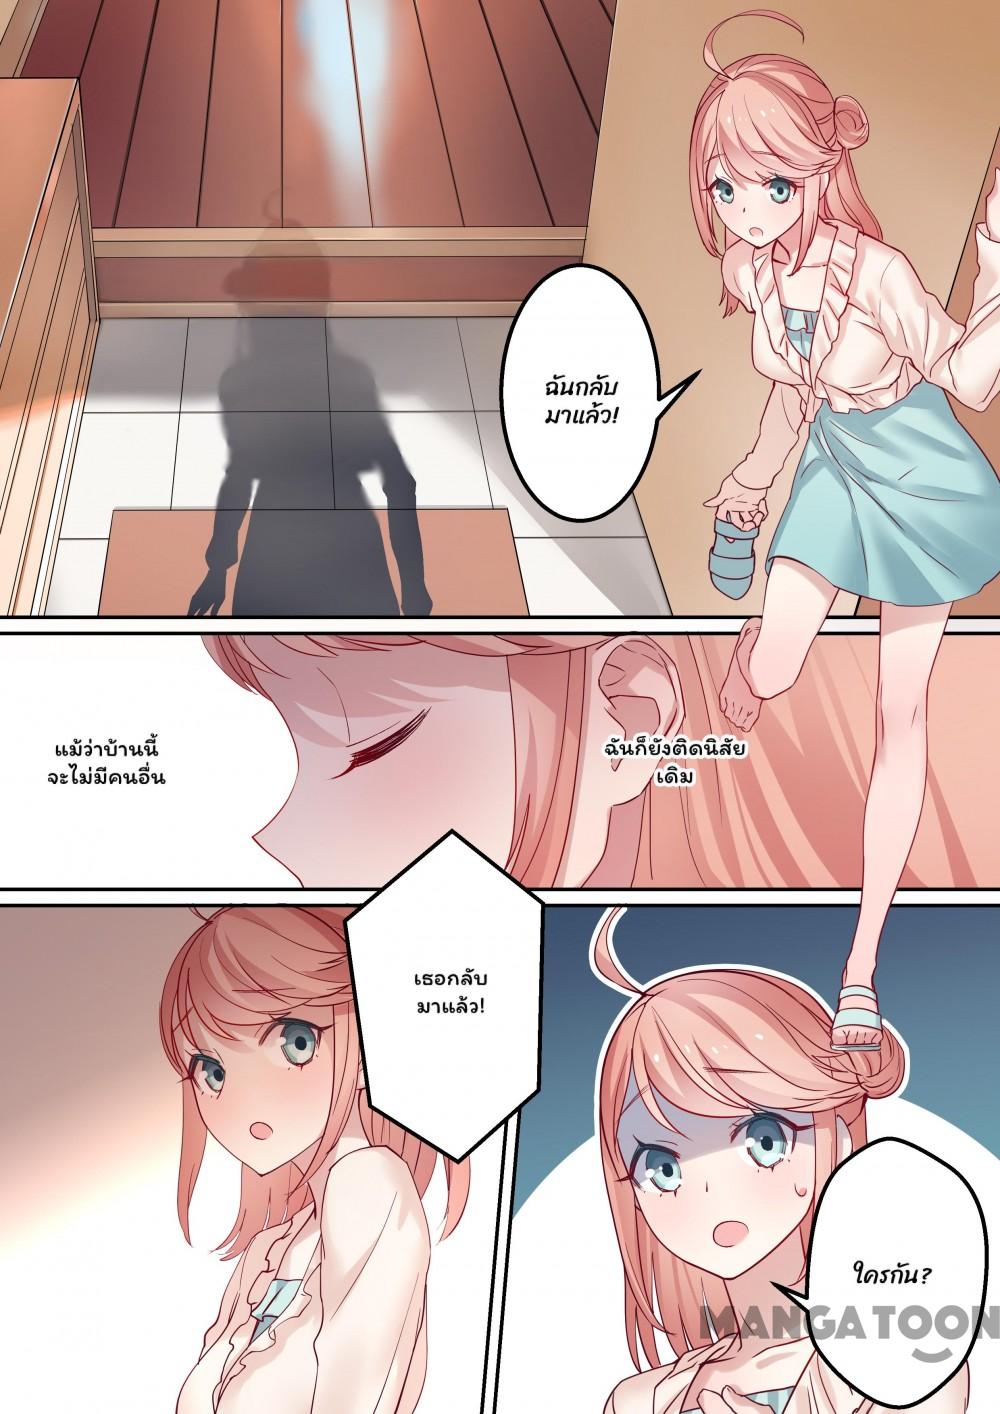 ฉันกลับ
มาแล้ว!
แม้ว่าบ้านนี้
จะไม่มีคนอื่น
ฉันก็ยังติดนิสัย
เดิม
เธอกลับ
มาแล้ว!
ใครกัน?
MANGATOON